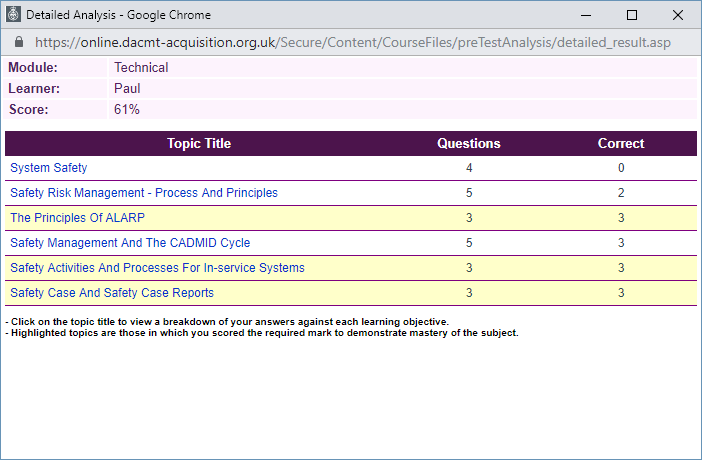 Detailed Analysis - Google Chrome
https://online.dacmt-acquisition.org.uk/Secure/Content/CourseFiles/preTestAnalysis/detailed_result.asp
Module: Technical
Learner: Paul
Score: 61%
Topic Title Questions Correct
System Safety 4 0
Safety Risk Management - Process And Principles 5 2
The Principles Of ALARP 3 3
Safety Management And The CADMID Cycle 5 3
Safety Activities And Processes For In-service Systems 3 3
Safety Case And Safety Case Reports 3 3
- Click on the topic title to view a breakdown of your answers against each learning objective.
- Highlighted topics are those in which you scored the required mark to demonstrate mastery of the subject.